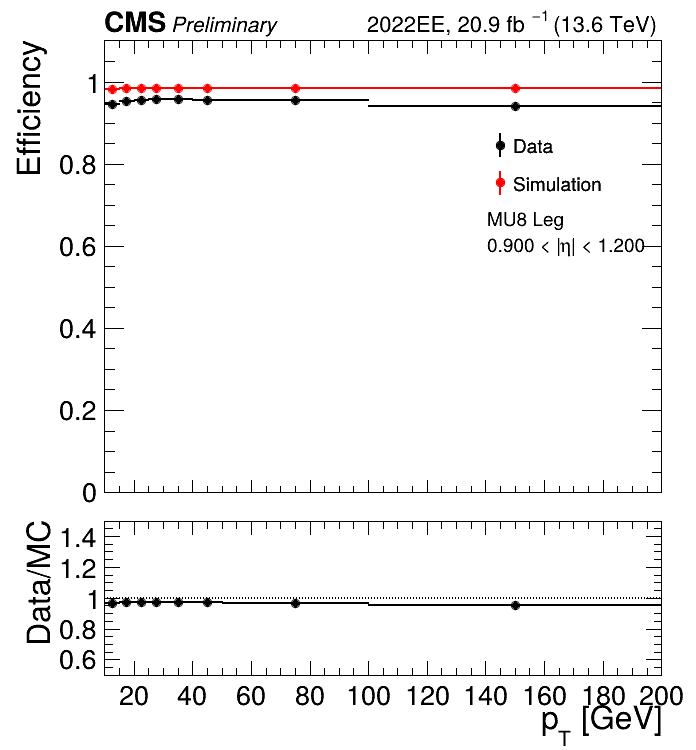 CMS Preliminary 2022EE, 20.9 fb ⁻¹ (13.6 TeV)
Efficiency
1
0.8
0.6
0.4
0.2
0
Data
Simulation
MU8 Leg
0.900 < |η| < 1.200
Data/MC
1.4
1.2
1
0.8
0.6
20 40 60 80 100 120 140 160 180 200
p_T [GeV]